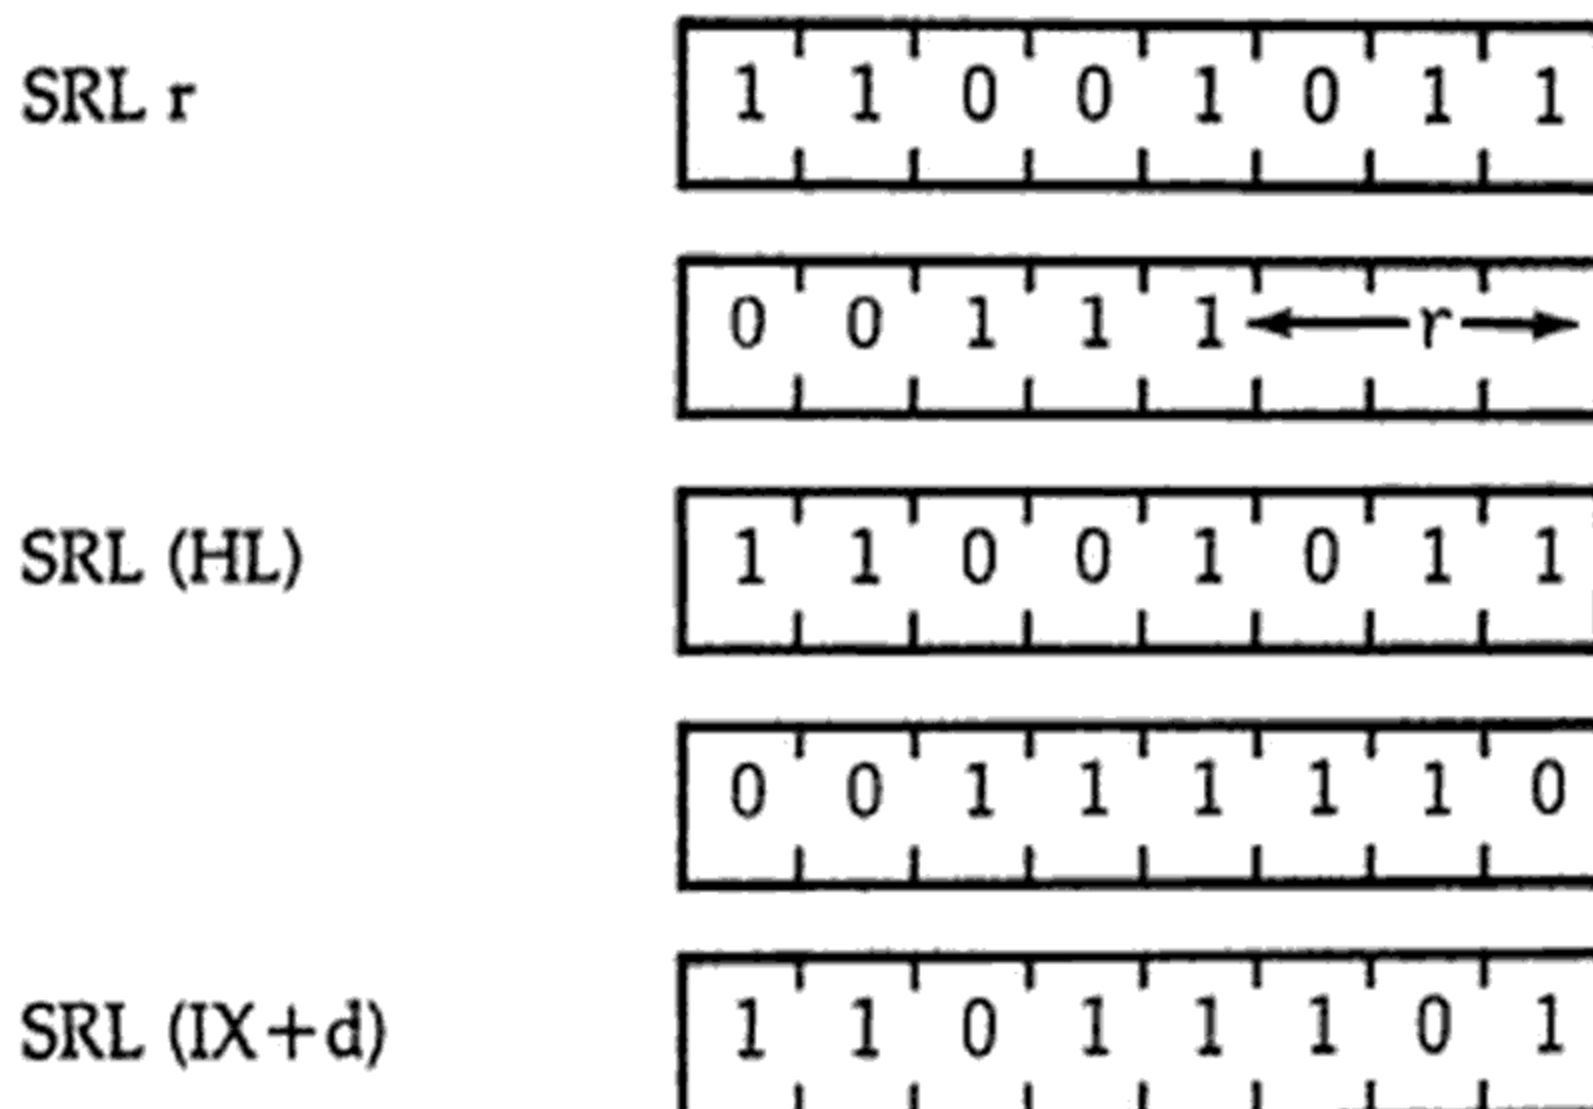 SRL r 1 1 0 0 1 0 1 1
0 0 1 1 1 r
SRL (HL) 1 1 0 0 1 0 1 1
0 0 1 1 1 1 1 0
SRL (IX+d) 1 1 0 1 1 1 0 1